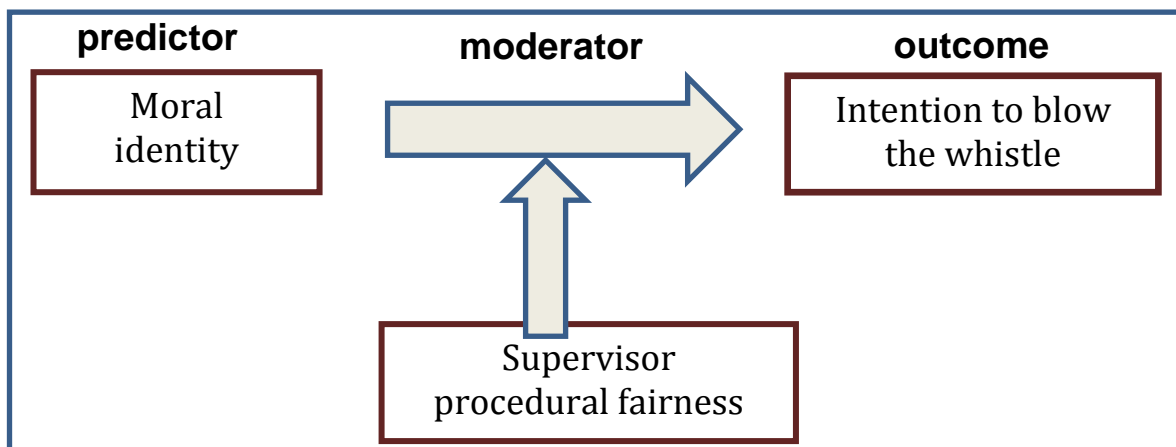 predictor
moderator
outcome
Moral
identity
Intention to blow
the whistle
Supervisor
procedural fairness